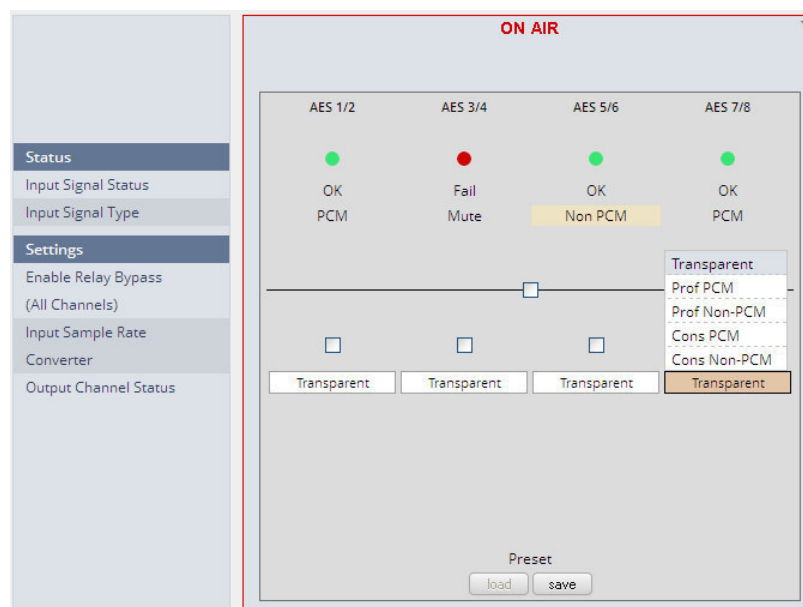 ON AIR
AES 1/2 AES 3/4 AES 5/6 AES 7/8
Status
Input Signal Status OK Fail OK OK
Input Signal Type PCM Mute Non PCM PCM
Settings
Enable Relay Bypass
(All Channels)
Input Sample Rate
Converter
Output Channel Status
Transparent Transparent Transparent Transparent
Transparent
Prof PCM
Prof Non-PCM
Cons PCM
Cons Non-PCM
Preset
load save